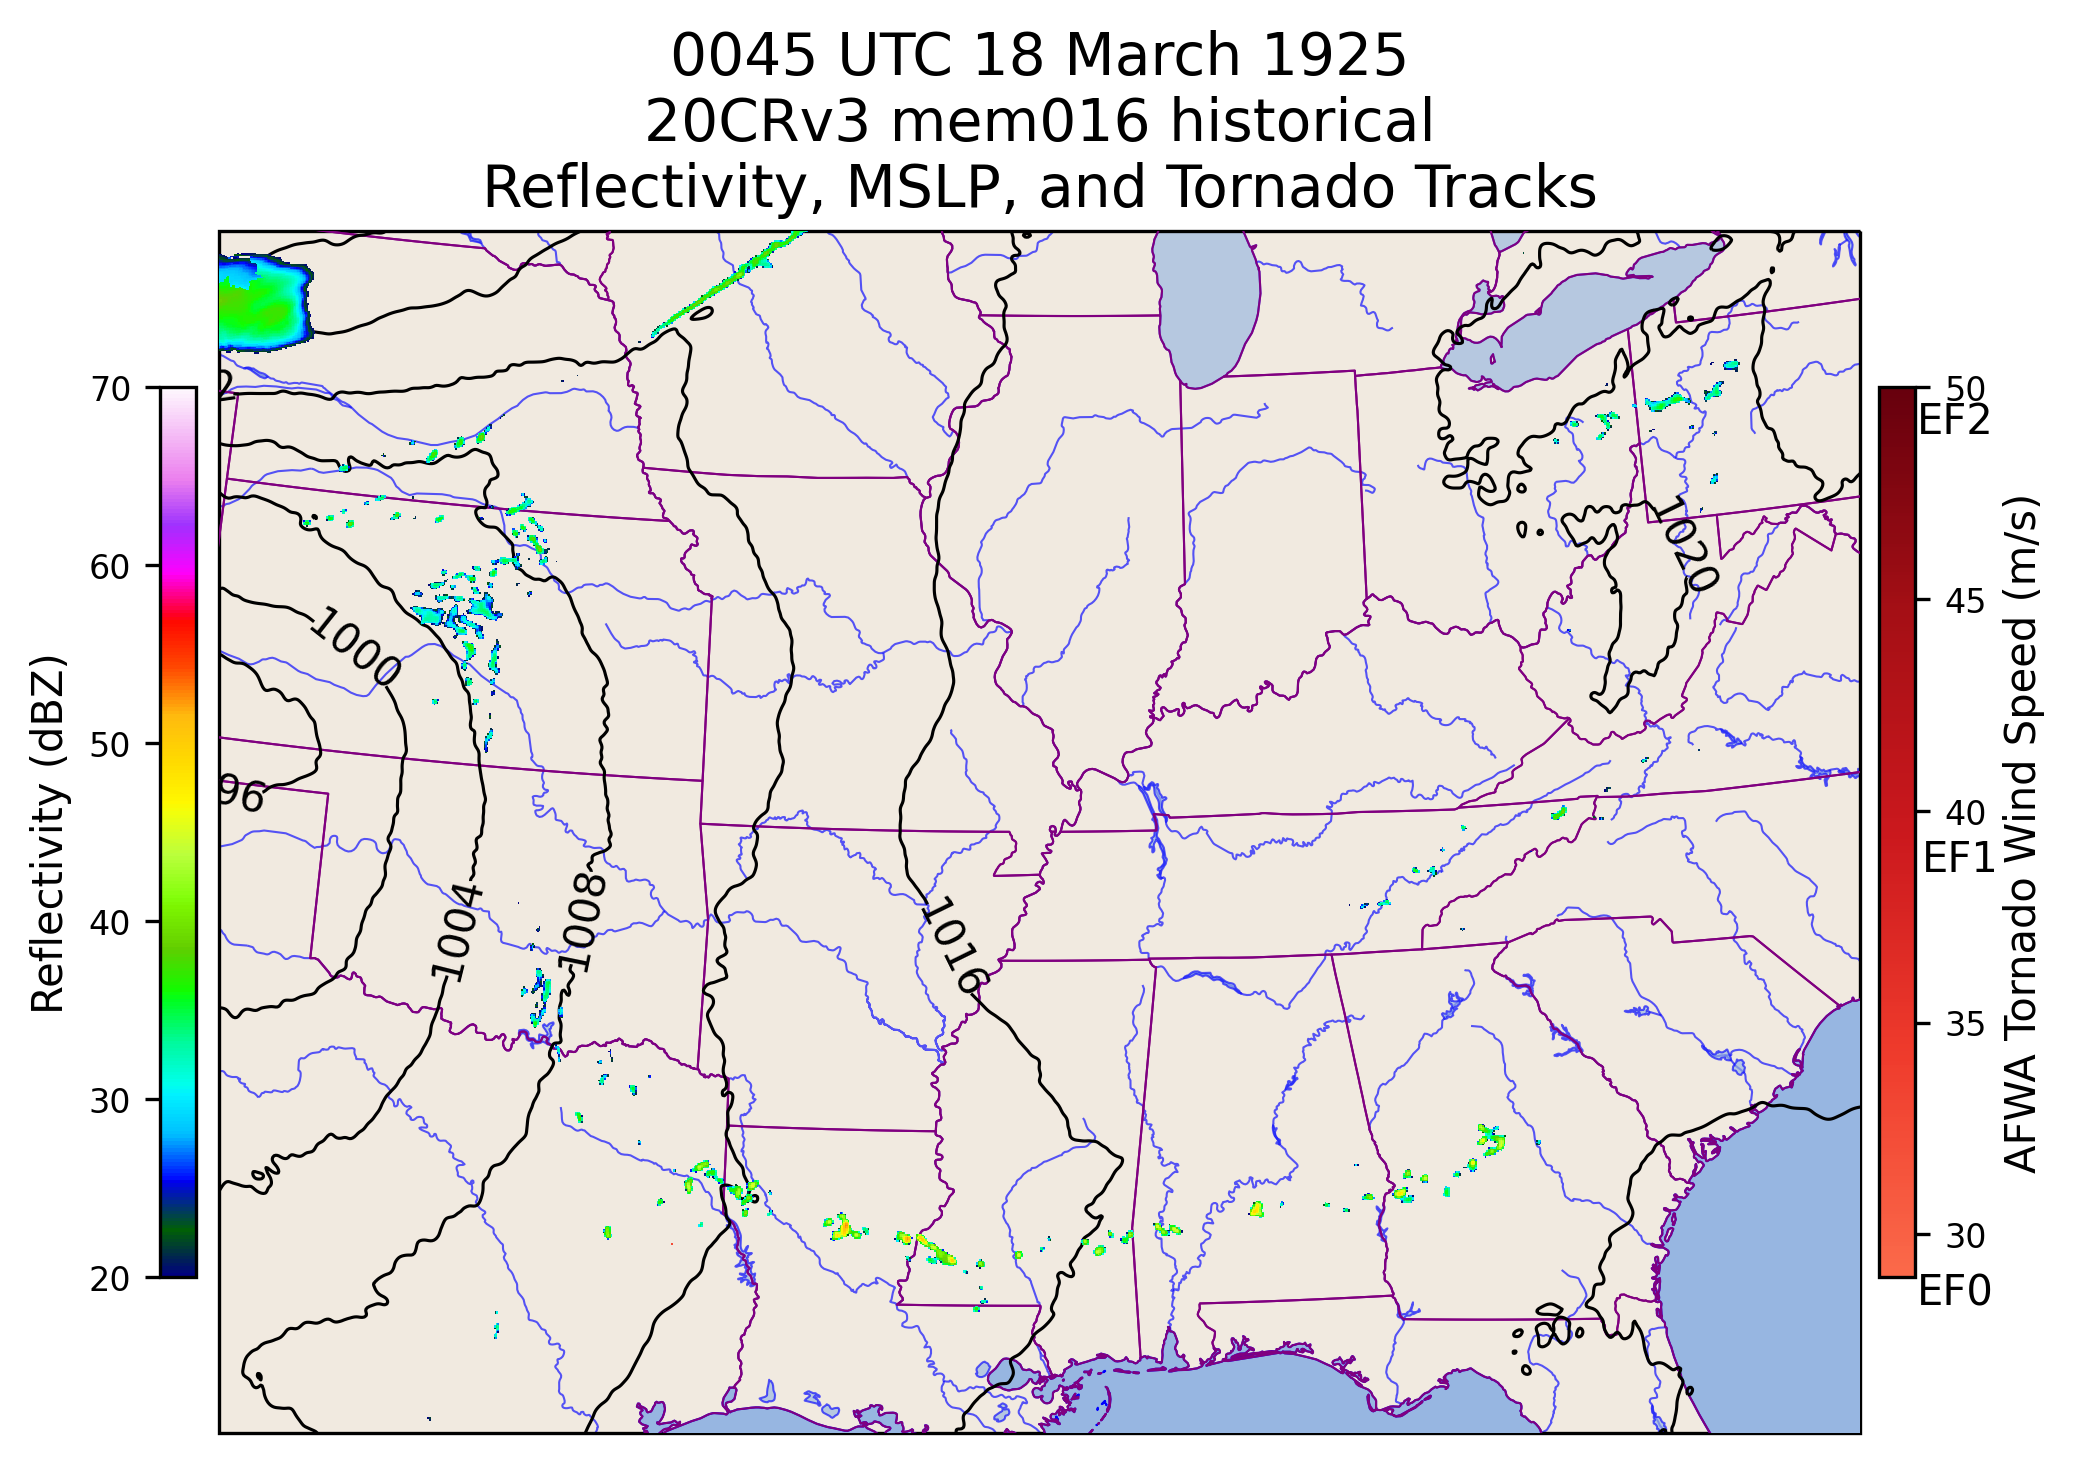 0045 UTC 18 March 1925
20CRv3 mem016 historical
Reflectivity, MSLP, and Tornado Tracks
70
60
50
40
30
20
Reflectivity (dBZ)
2
1000
96
1004
1008
1016
1020
50
EF2
45
40
EF1
35
30
EF0
AFWA Tornado Wind Speed (m/s)